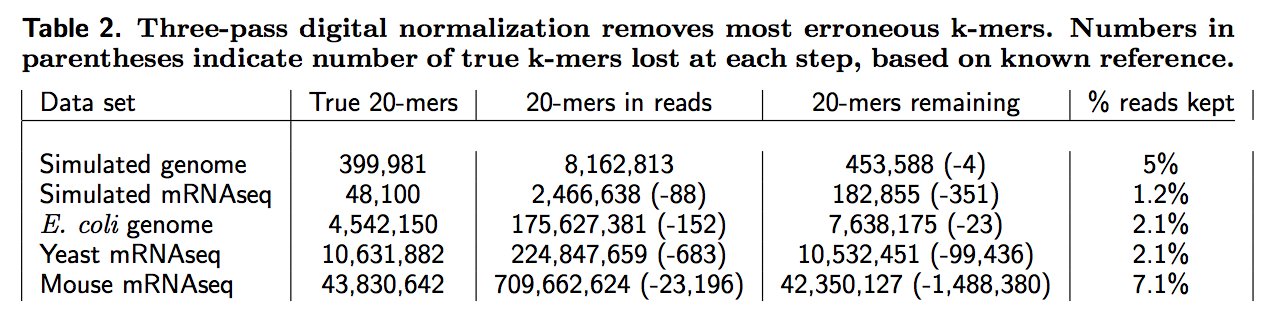 Table 2. Three-pass digital normalization removes most erroneous k-mers. Numbers in
parentheses indicate number of true k-mers lost at each step, based on known reference.
Data set True 20-mers 20-mers in reads 20-mers remaining % reads kept
Simulated genome 399,981 8,162,813 453,588 (-4) 5%
Simulated mRNAseq 48,100 2,466,638 (-88) 182,855 (-351) 1.2%
E. coli genome 4,542,150 175,627,381 (-152) 7,638,175 (-23) 2.1%
Yeast mRNAseq 10,631,882 224,847,659 (-683) 10,532,451 (-99,436) 2.1%
Mouse mRNAseq 43,830,642 709,662,624 (-23,196) 42,350,127 (-1,488,380) 7.1%